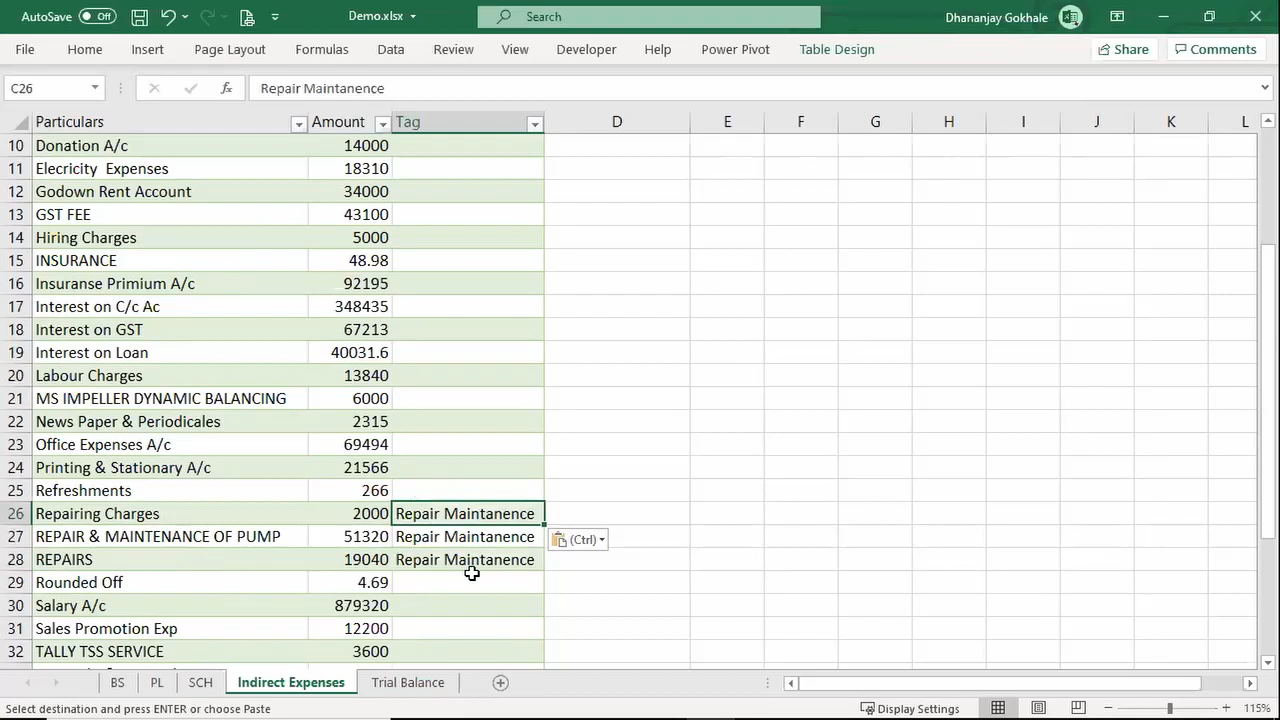 AutoSave Off Demo.xlsx Search Dhananjay Gokhale
File Home Insert Page Layout Formulas Data Review View Developer Help Power Pivot Table Design Share Comments
C26 fx Repair Maintanence
Particulars Amount Tag D E F G H I J K L
10 Donation A/c 14000
11 Elecricity Expenses 18310
12 Godown Rent Account 34000
13 GST FEE 43100
14 Hiring Charges 5000
15 INSURANCE 48.98
16 Insuranse Primium A/c 92195
17 Interest on C/c Ac 348435
18 Interest on GST 67213
19 Interest on Loan 40031.6
20 Labour Charges 13840
21 MS IMPELLER DYNAMIC BALANCING 6000
22 News Paper & Periodicales 2315
23 Office Expenses A/c 69494
24 Printing & Stationary A/c 21566
25 Refreshments 266
26 Repairing Charges 2000 Repair Maintanence
27 REPAIR & MAINTENANCE OF PUMP 51320 Repair Maintanence (Ctrl)
28 REPAIRS 19040 Repair Maintanence
29 Rounded Off 4.69
30 Salary A/c 879320
31 Sales Promotion Exp 12200
32 TALLY TSS SERVICE 3600
BS PL SCH Indirect Expenses Trial Balance
Select destination and press ENTER or choose Paste Display Settings 115%